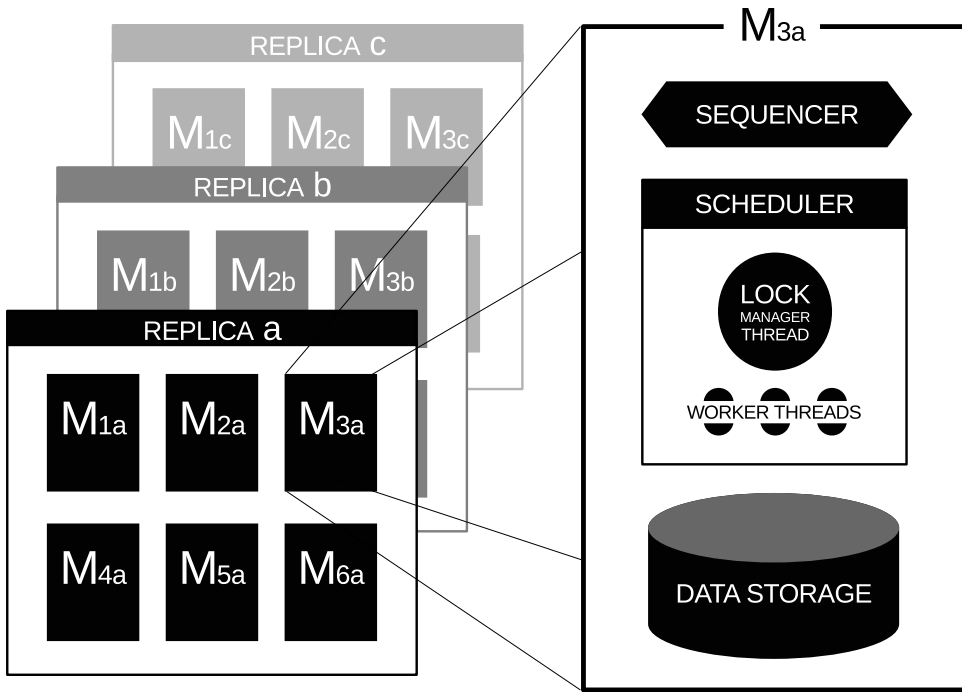 REPLICA c
M1c M2c M3c
REPLICA b
M1b M2b M3b
REPLICA a
M1a M2a M3a
M4a M5a M6a
M3a
SEQUENCER
SCHEDULER
LOCK
MANAGER
THREAD
WORKER THREADS
DATA STORAGE